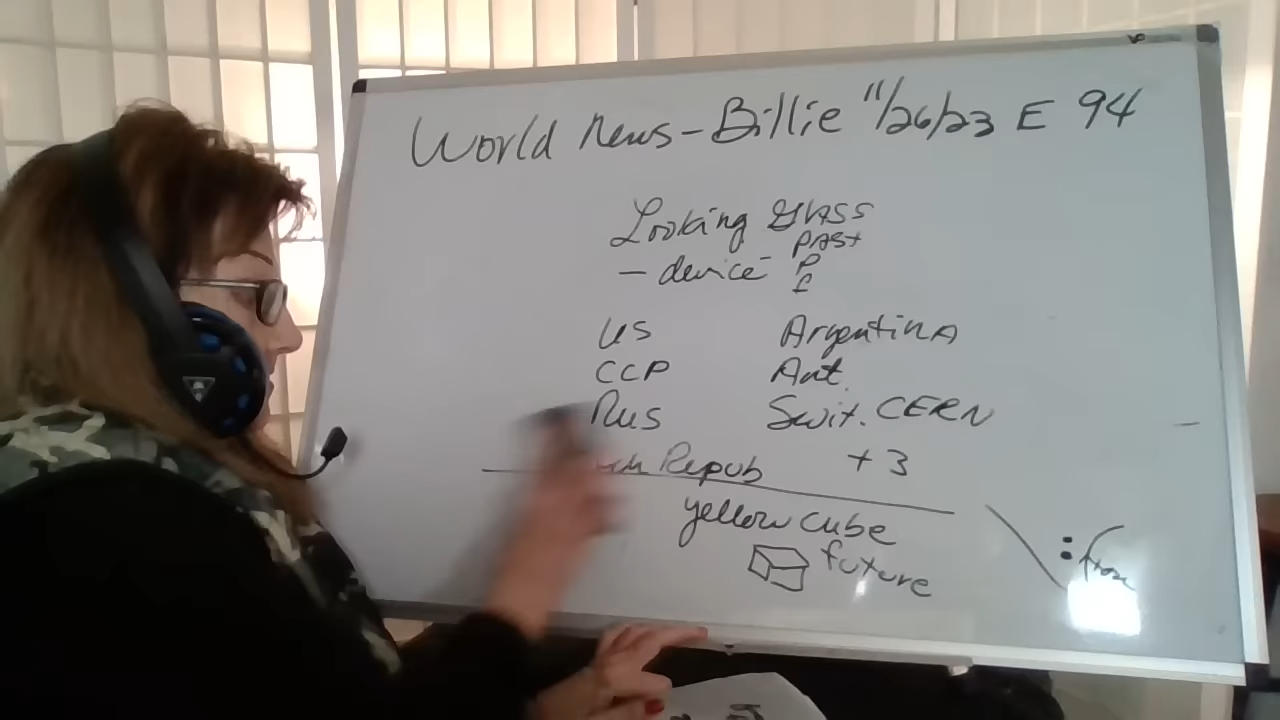 World News - Billie 11/26/23 E 94
Looking Glass
- device PAST
P
f
US Argentina
CCP Ant.
Rus Swit. CERN
Repub + 3
yellow cube
future
: from